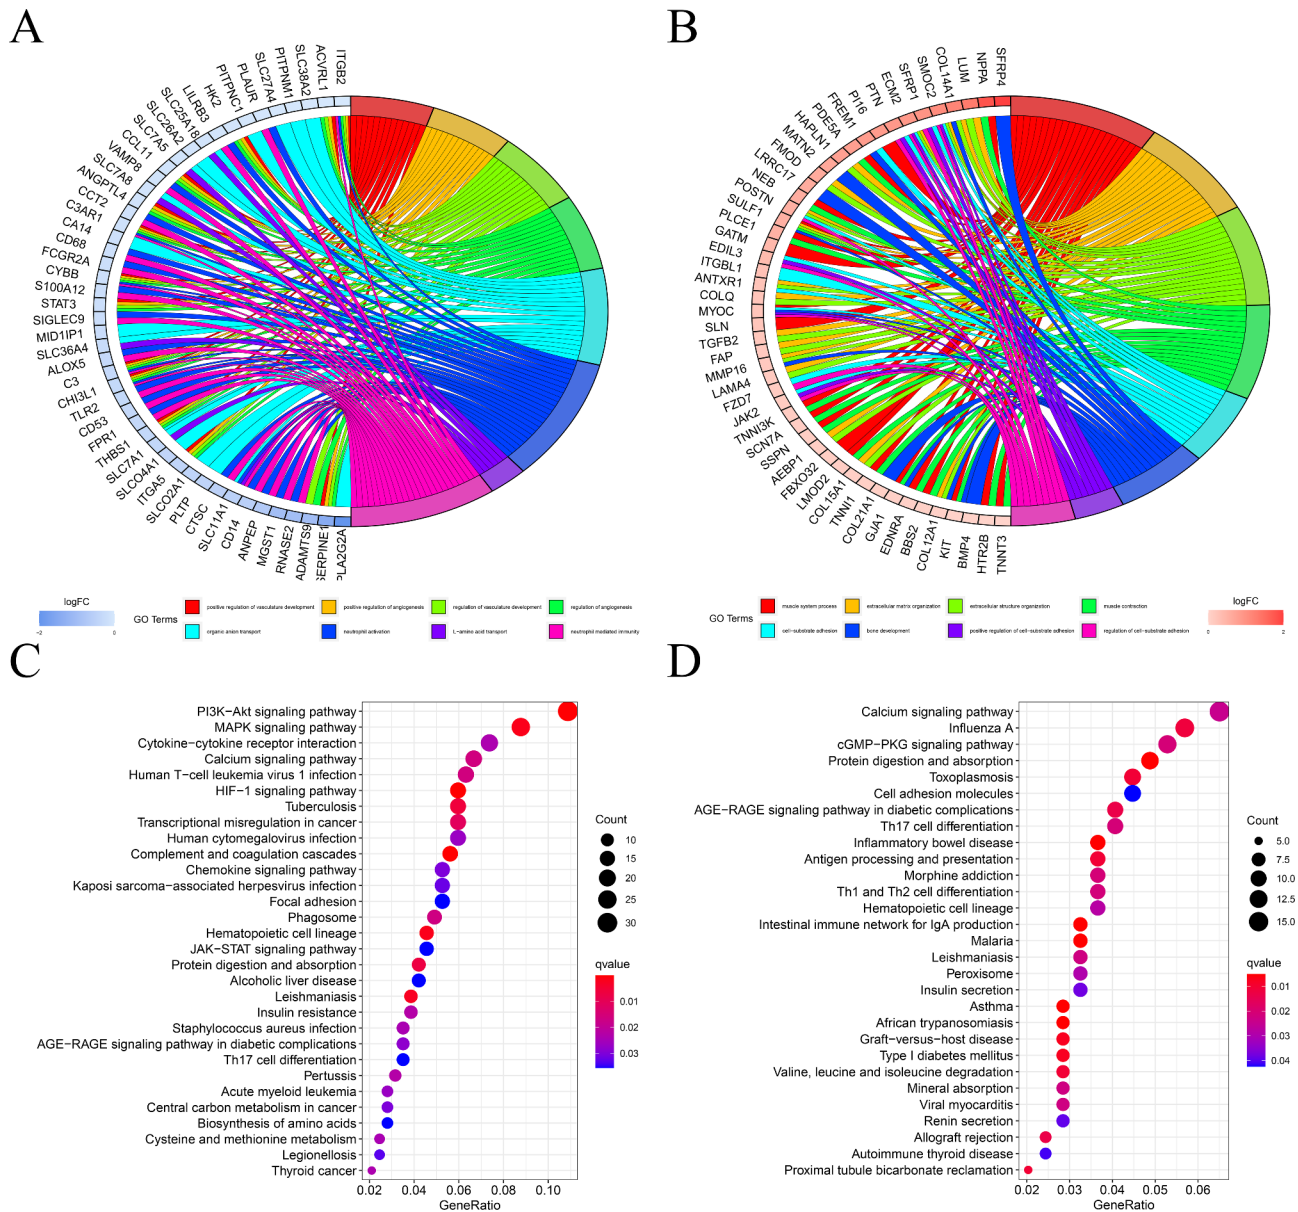 A
ITGB2
ACVRL1
SLC38A2
PITPNM1
SLC27A4
PLAUR
PITPNC1
HK2
LILRB3
SLC25A18
SLC26A2
SLC7A5
CCL11
VAMP8
SLC7A8
ANGPTL4
CCT2
C3AR1
CA14
CD68
FCGR2A
CYBB
S100A12
STAT3
SIGLEC9
MID1IP1
SLC36A4
ALOX5
C3
CHI3L1
TLR2
CD53
FPR1
THBS1
SLC7A1
SLCO4A1
ITGA5
SLCO2A1
PLTP
CTSC
SLC11A1
CD14
ANPEP
MGST1
RNASE2
ADAMTS9
SERPINE1
PLA2G2A
logFC
−2 0
GO Terms
positive regulation of vasculature development
positive regulation of angiogenesis
regulation of vasculature development
regulation of angiogenesis
organic anion transport
neutrophil activation
L−amino acid transport
neutrophil mediated immunity
B
SFRP4
NPPA
LUM
COL14A1
SMOC2
SFRP1
ECM2
PTN
PI16
FREM1
PDE5A
HAPLN1
MATN2
FMOD
LRRC17
NEB
POSTN
SULF1
PLCE1
GATM
EDIL3
ITGBL1
ANTXR1
COLQ
MYOC
SLN
TGFB2
FAP
MMP16
LAMA4
FZD7
JAK2
TNNI3K
SCN7A
SSPN
AEBP1
FBXO32
LMOD2
COL15A1
TNNI1
COL21A1
GJA1
EDNRA
BBS2
COL12A1
KIT
BMP4
HTR2B
TNNT3
GO Terms
muscle system process
extracellular matrix organization
extracellular structure organization
muscle contraction
cell−substrate adhesion
bone development
positive regulation of cell−substrate adhesion
regulation of cell−substrate adhesion
logFC
0 2
C
PI3K−Akt signaling pathway
MAPK signaling pathway
Cytokine−cytokine receptor interaction
Calcium signaling pathway
Human T−cell leukemia virus 1 infection
HIF−1 signaling pathway
Tuberculosis
Transcriptional misregulation in cancer
Human cytomegalovirus infection
Complement and coagulation cascades
Chemokine signaling pathway
Kaposi sarcoma−associated herpesvirus infection
Focal adhesion
Phagosome
Hematopoietic cell lineage
JAK−STAT signaling pathway
Protein digestion and absorption
Alcoholic liver disease
Leishmaniasis
Insulin resistance
Staphylococcus aureus infection
AGE−RAGE signaling pathway in diabetic complications
Th17 cell differentiation
Pertussis
Acute myeloid leukemia
Central carbon metabolism in cancer
Biosynthesis of amino acids
Cysteine and methionine metabolism
Legionellosis
Thyroid cancer
0.02 0.04 0.06 0.08 0.10
GeneRatio
Count
10
15
20
25
30
qvalue
0.01
0.02
0.03
D
Calcium signaling pathway
Influenza A
cGMP−PKG signaling pathway
Protein digestion and absorption
Toxoplasmosis
Cell adhesion molecules
AGE−RAGE signaling pathway in diabetic complications
Th17 cell differentiation
Inflammatory bowel disease
Antigen processing and presentation
Morphine addiction
Th1 and Th2 cell differentiation
Hematopoietic cell lineage
Intestinal immune network for IgA production
Malaria
Leishmaniasis
Peroxisome
Insulin secretion
Asthma
African trypanosomiasis
Graft−versus−host disease
Type I diabetes mellitus
Valine, leucine and isoleucine degradation
Mineral absorption
Viral myocarditis
Renin secretion
Allograft rejection
Autoimmune thyroid disease
Proximal tubule bicarbonate reclamation
0.02 0.03 0.04 0.05 0.06
GeneRatio
Count
5.0
7.5
10.0
12.5
15.0
qvalue
0.01
0.02
0.03
0.04